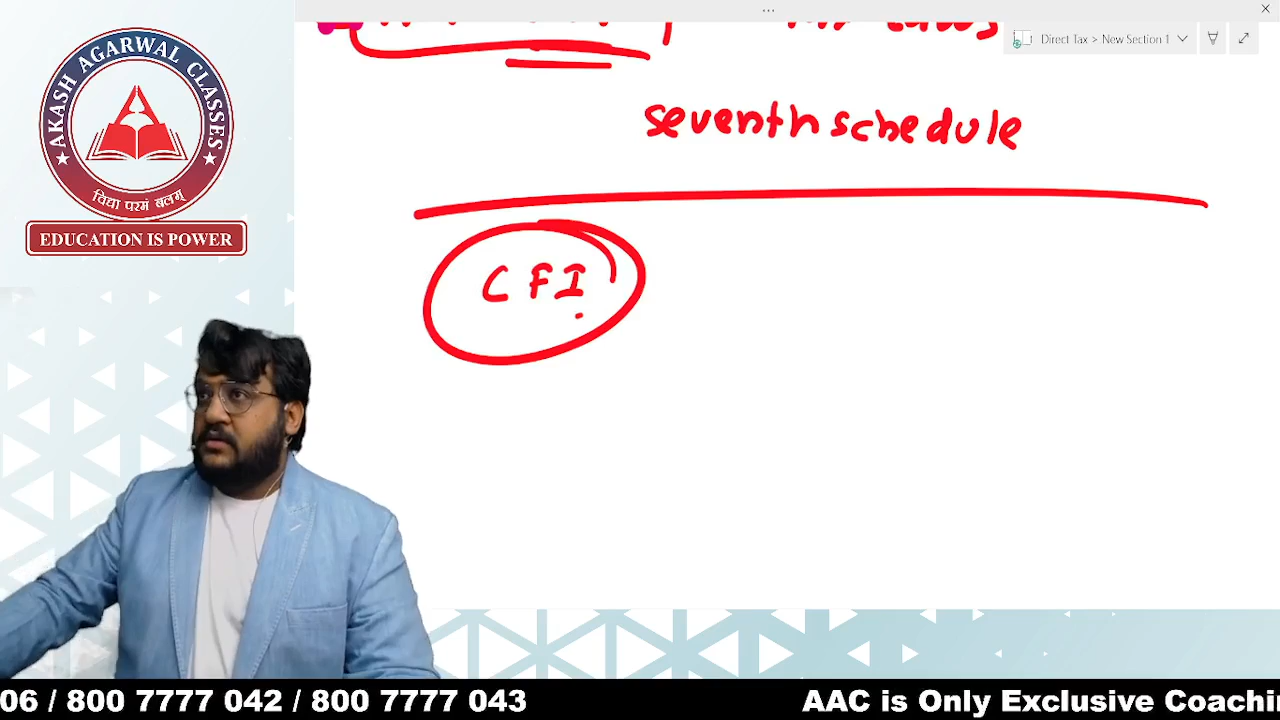 Direct Tax > New Section 1
seventh schedule
CFI
AKASH AGARWAL CLASSES
विद्या परमं बलम्
EDUCATION IS POWER
06 / 800 7777 042 / 800 7777 043
AAC is Only Exclusive Coachi